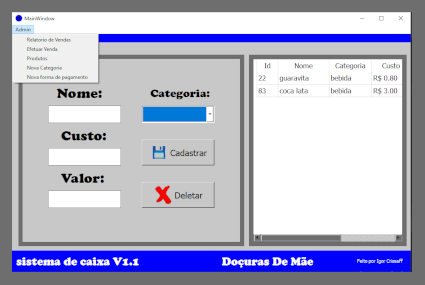 MainWindow
Admin
Relatorio de Vendas
Efetuar Venda
Produtos
Nova Categoria
Nova forma de pagamento
Nome:
Categoria:
Custo:
Cadastrar
Valor:
Deletar
Id Nome Categoria Custo
22 guaravita bebida R$ 0.80
83 coca lata bebida R$ 3.00
sistema de caixa V1.1
Doçuras De Mãe
Feito por Igor